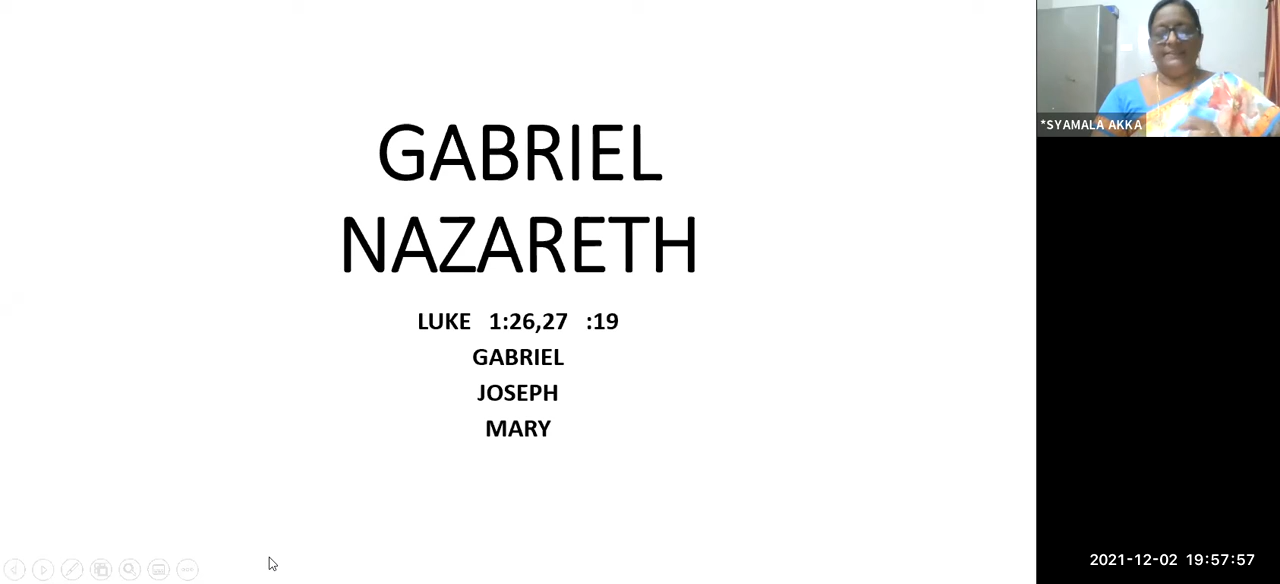 GABRIEL
NAZARETH
LUKE 1:26,27 :19
GABRIEL
JOSEPH
MARY
*SYAMALA AKKA
2021-12-02 19:57:57